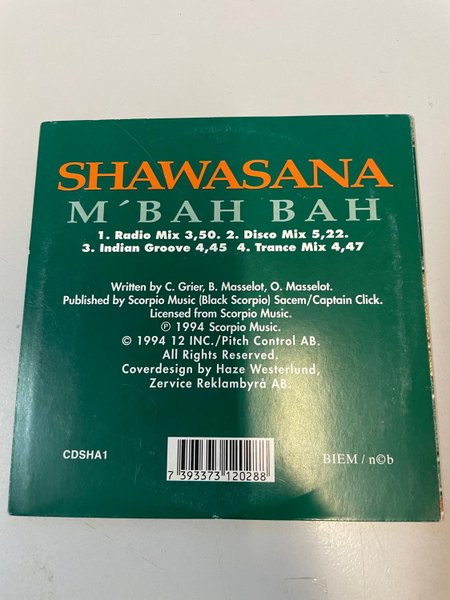 SHAWASANA
M´BAH BAH
1. Radio Mix 3,50. 2. Disco Mix 5,22.
3. Indian Groove 4,45 4. Trance Mix 4,47
Written by C. Grier, B. Masselot, O. Masselot.
Published by Scorpio Music (Black Scorpio) Sacem/Captain Click.
Licensed from Scorpio Music.
℗ 1994 Scorpio Music.
© 1994 12 INC./Pitch Control AB.
All Rights Reserved.
Coverdesign by Haze Westerlund,
Zervice Reklambyrå AB.
CDSHA1
7 393373 120288
BIEM / n©b